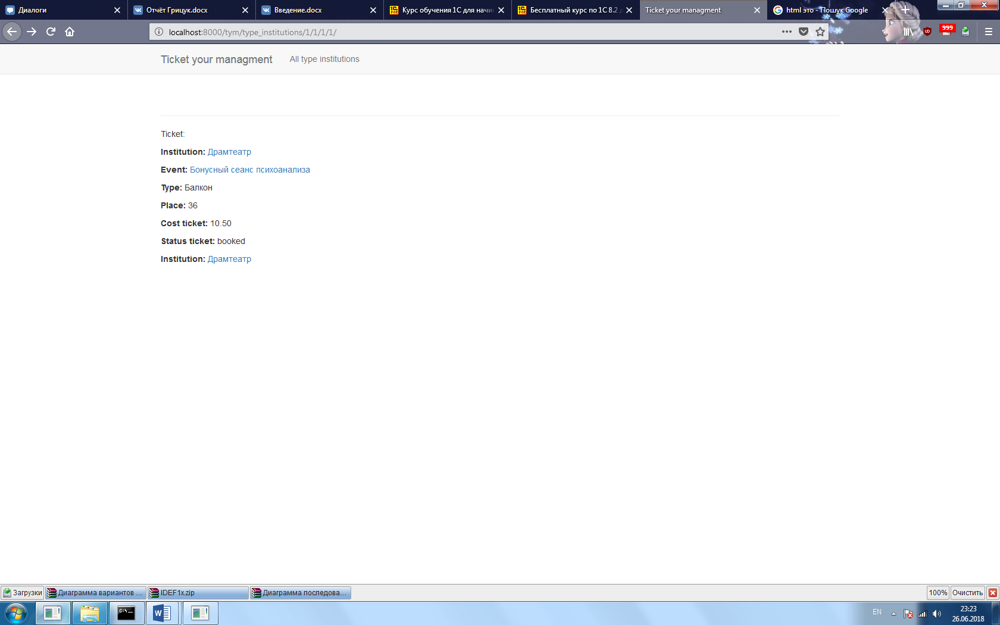 Диалоги
Отчёт Грицук.docx
Введение.docx
Курс обучения 1С для начин
Бесплатный курс по 1С 8.2 д
Ticket your managment
html это - Пошук Google
localhost:8000/tym/type_institutions/1/1/1/1/
999
Ticket your managment
All type institutions
Ticket:
Institution: Драмтеатр
Event: Бонусный сеанс психоанализа
Type: Балкон
Place: 36
Cost ticket: 10.50
Status ticket: booked
Institution: Драмтеатр
Загрузки
Диаграмма вариантов ...
IDEF1x.zip
Диаграмма последова...
100%
Очистить
EN
23:23
26.06.2018